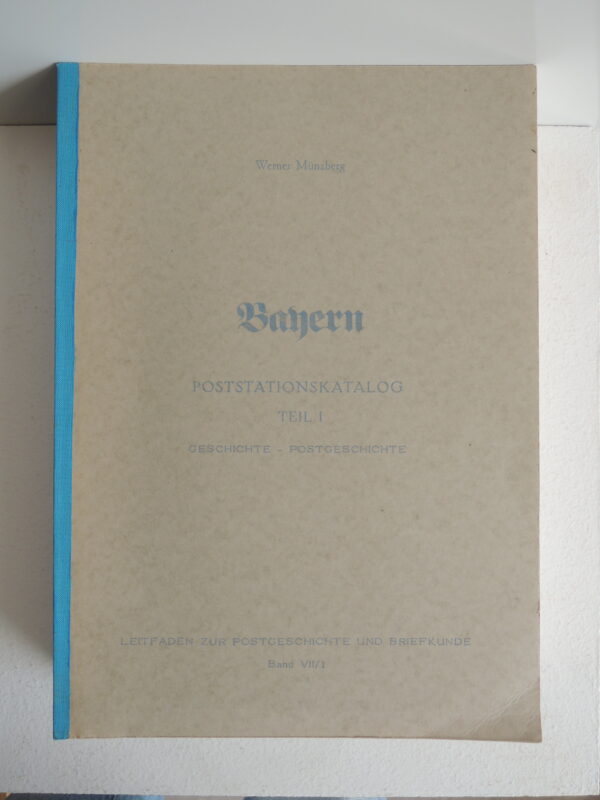 Werner Münzberg
Bayern
POSTSTATIONSKATALOG
TEIL I
GESCHICHTE - POSTGESCHICHTE
LEITFADEN ZUR POSTGESCHICHTE UND BRIEFKUNDE
Band VII/1